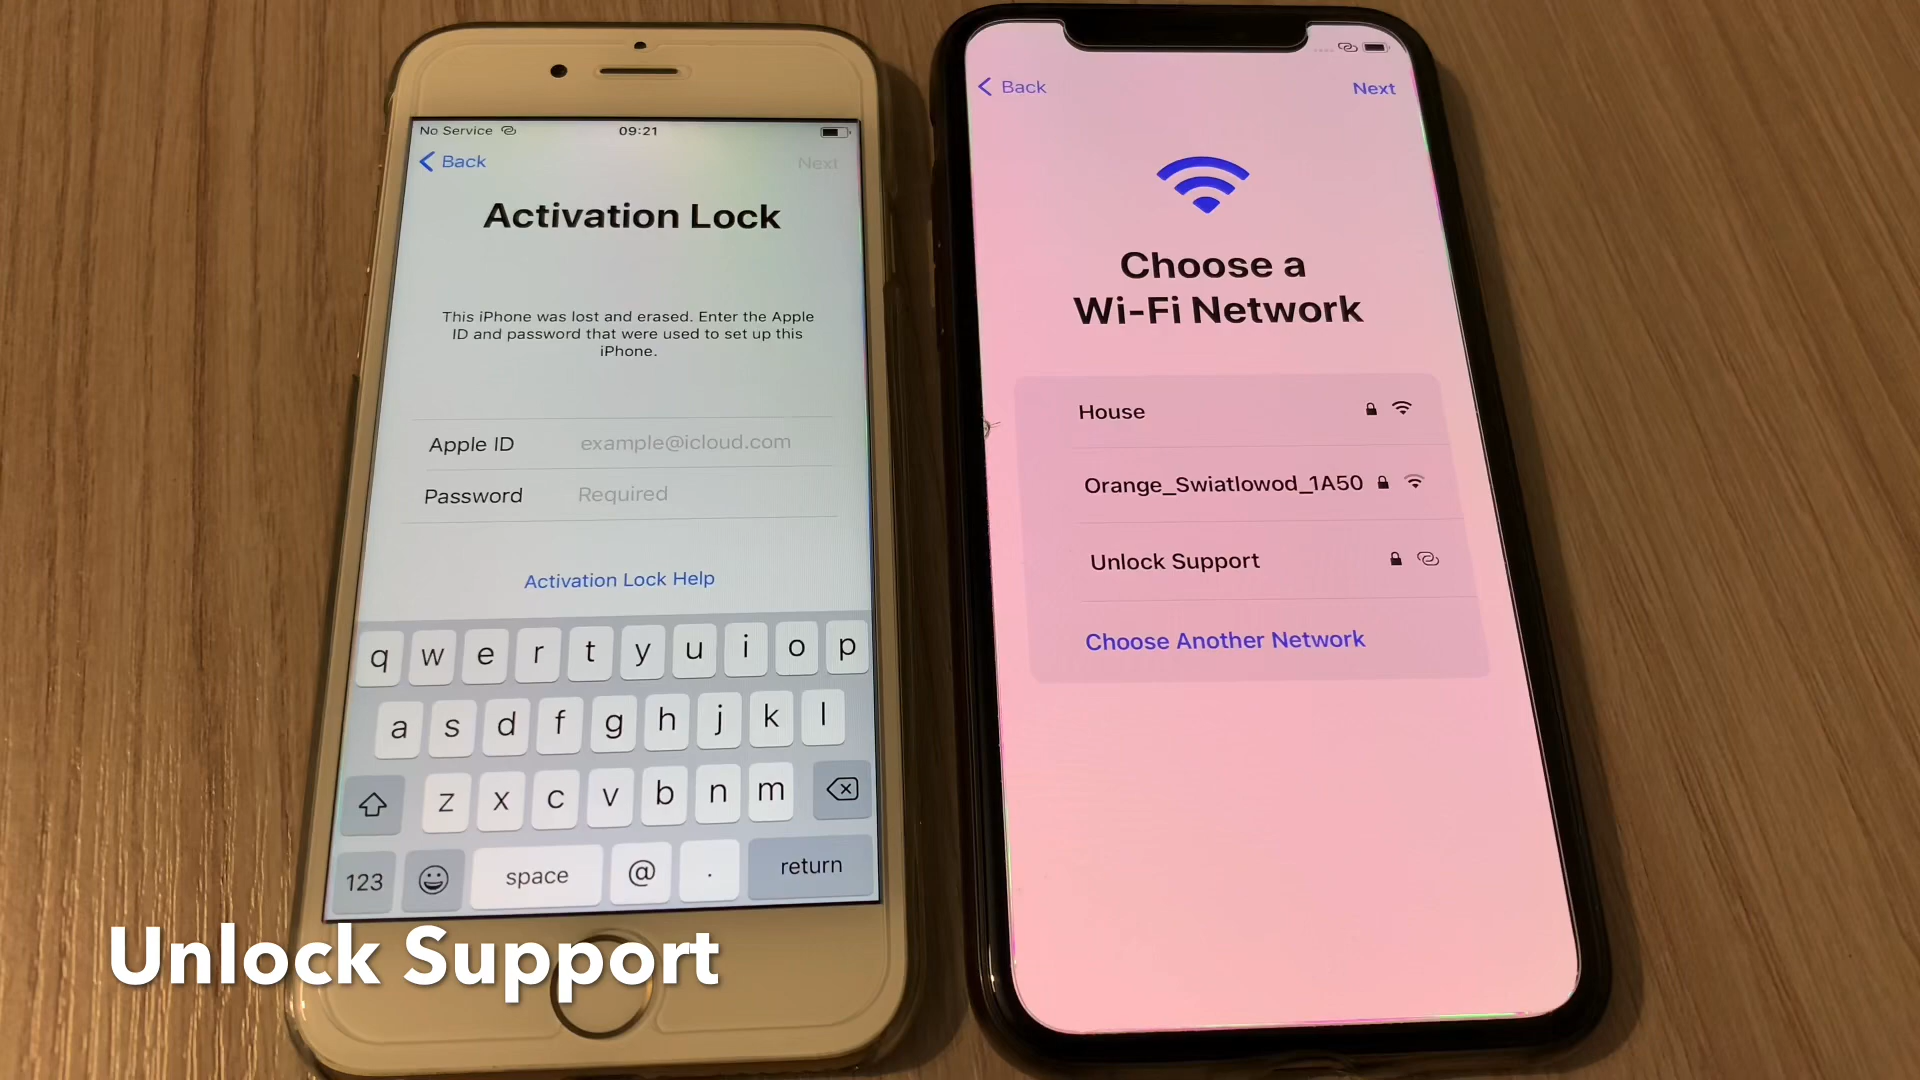 No Service
09:21
Back
Next
Activation Lock
This iPhone was lost and erased. Enter the Apple
ID and password that were used to set up this
iPhone.
Apple ID example@icloud.com
Password Required
Activation Lock Help
q w e r t y u i o p
a s d f g h j k l
z x c v b n m
123 space @ . return
Unlock Support
Back
Next
Choose a
Wi-Fi Network
House
Orange_Swiatlowod_1A50
Unlock Support
Choose Another Network